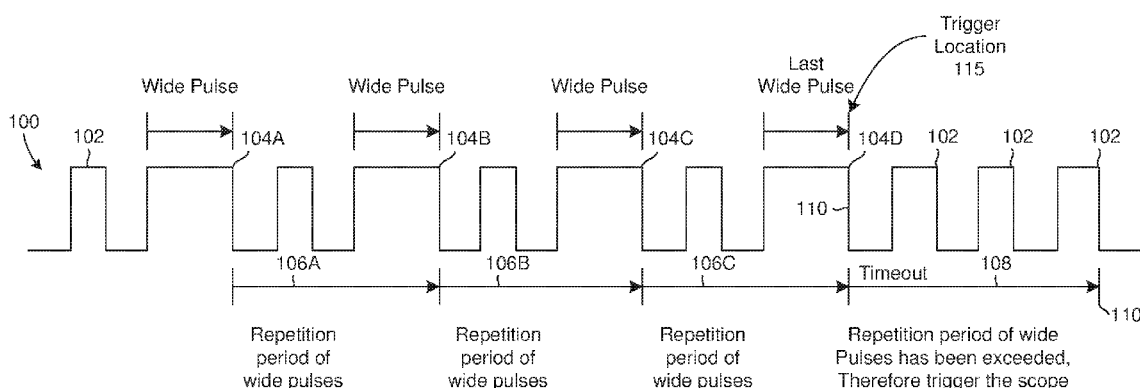 Trigger
Location
115
Wide Pulse
Wide Pulse
Wide Pulse
Last
Wide Pulse
100
102
104A
104B
104C
104D
102
102
102
110
106A
106B
106C
Timeout
108
110
Repetition
period of
wide pulses
Repetition
period of
wide pulses
Repetition
period of
wide pulses
Repetition period of wide
Pulses has been exceeded,
Therefore trigger the scope